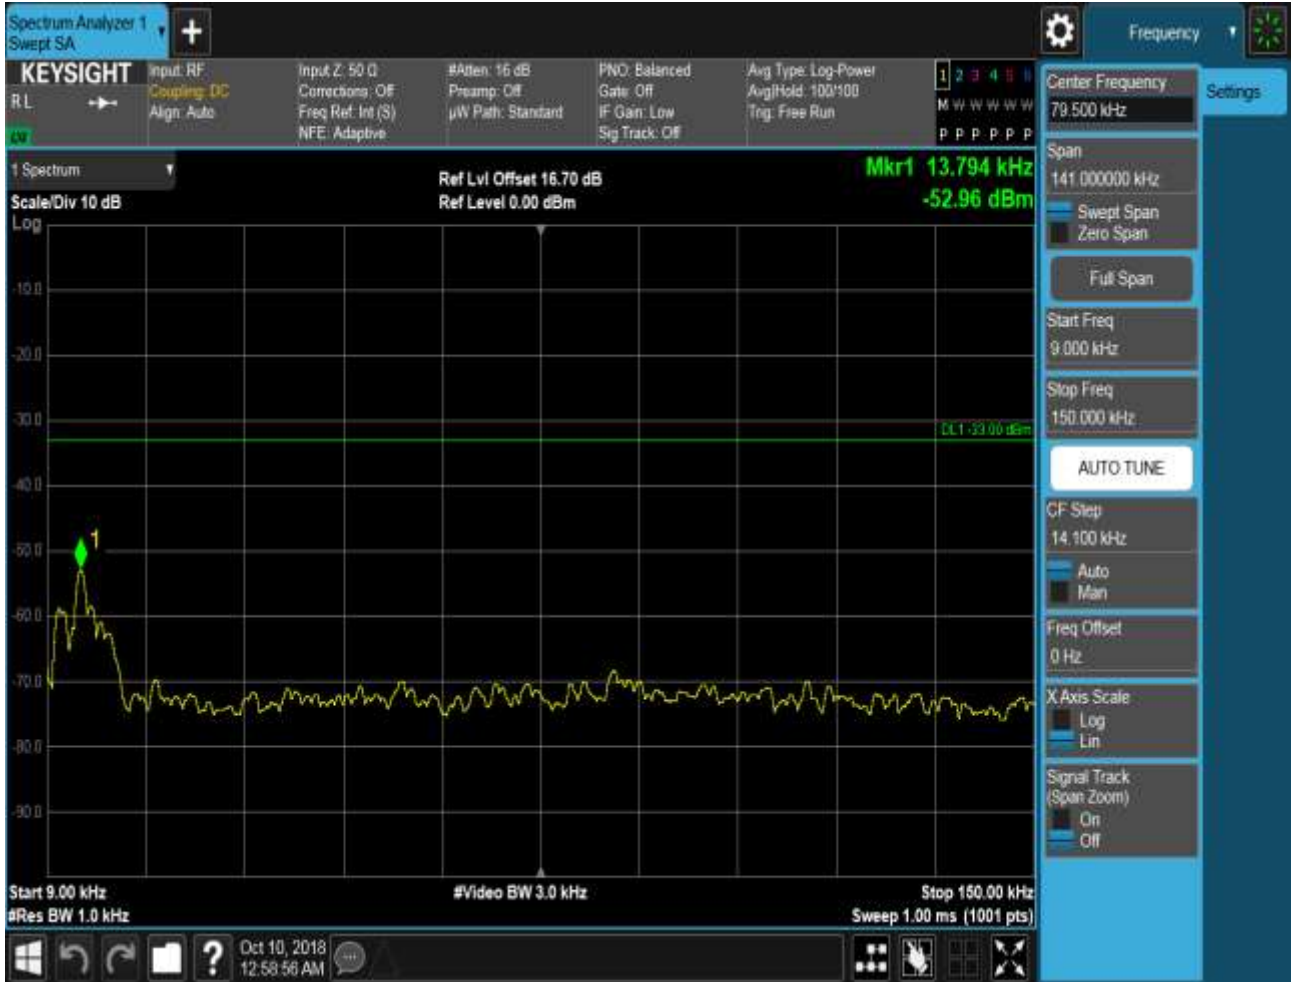 Spectrum Analyzer 1
Swept SA
+
Frequency
KEYSIGHT
R L
Input: RF
Coupling: DC
Align: Auto
Input Z: 50 Ω
Corrections: Off
Freq Ref: Int (S)
NFE: Adaptive
#Atten: 16 dB
Preamp: Off
µW Path: Standard
PNO: Balanced
Gate: Off
IF Gain: Low
Sig Track: Off
Avg Type: Log-Power
Avg|Hold: 100/100
Trig: Free Run
1 2 3 4 5 6
M W W W W W
P P P P P P
1 Spectrum
Scale/Div 10 dB
Log
Ref Lvl Offset 16.70 dB
Ref Level 0.00 dBm
Mkr1 13.794 kHz
-52.96 dBm
-10.0
-20.0
-30.0
-40.0
-50.0
-60.0
-70.0
-80.0
-90.0
DL1 -33.00 dBm
1
Start 9.00 kHz
#Res BW 1.0 kHz
#Video BW 3.0 kHz
Stop 150.00 kHz
Sweep 1.00 ms (1001 pts)
Center Frequency
79.500 kHz
Settings
Span
141.000000 kHz
Swept Span
Zero Span
Full Span
Start Freq
9.000 kHz
Stop Freq
150.000 kHz
AUTO TUNE
CF Step
14.100 kHz
Auto
Man
Freq Offset
0 Hz
X Axis Scale
Log
Lin
Signal Track
(Span Zoom)
On
Off
?
Oct 10, 2018
12:58:56 AM